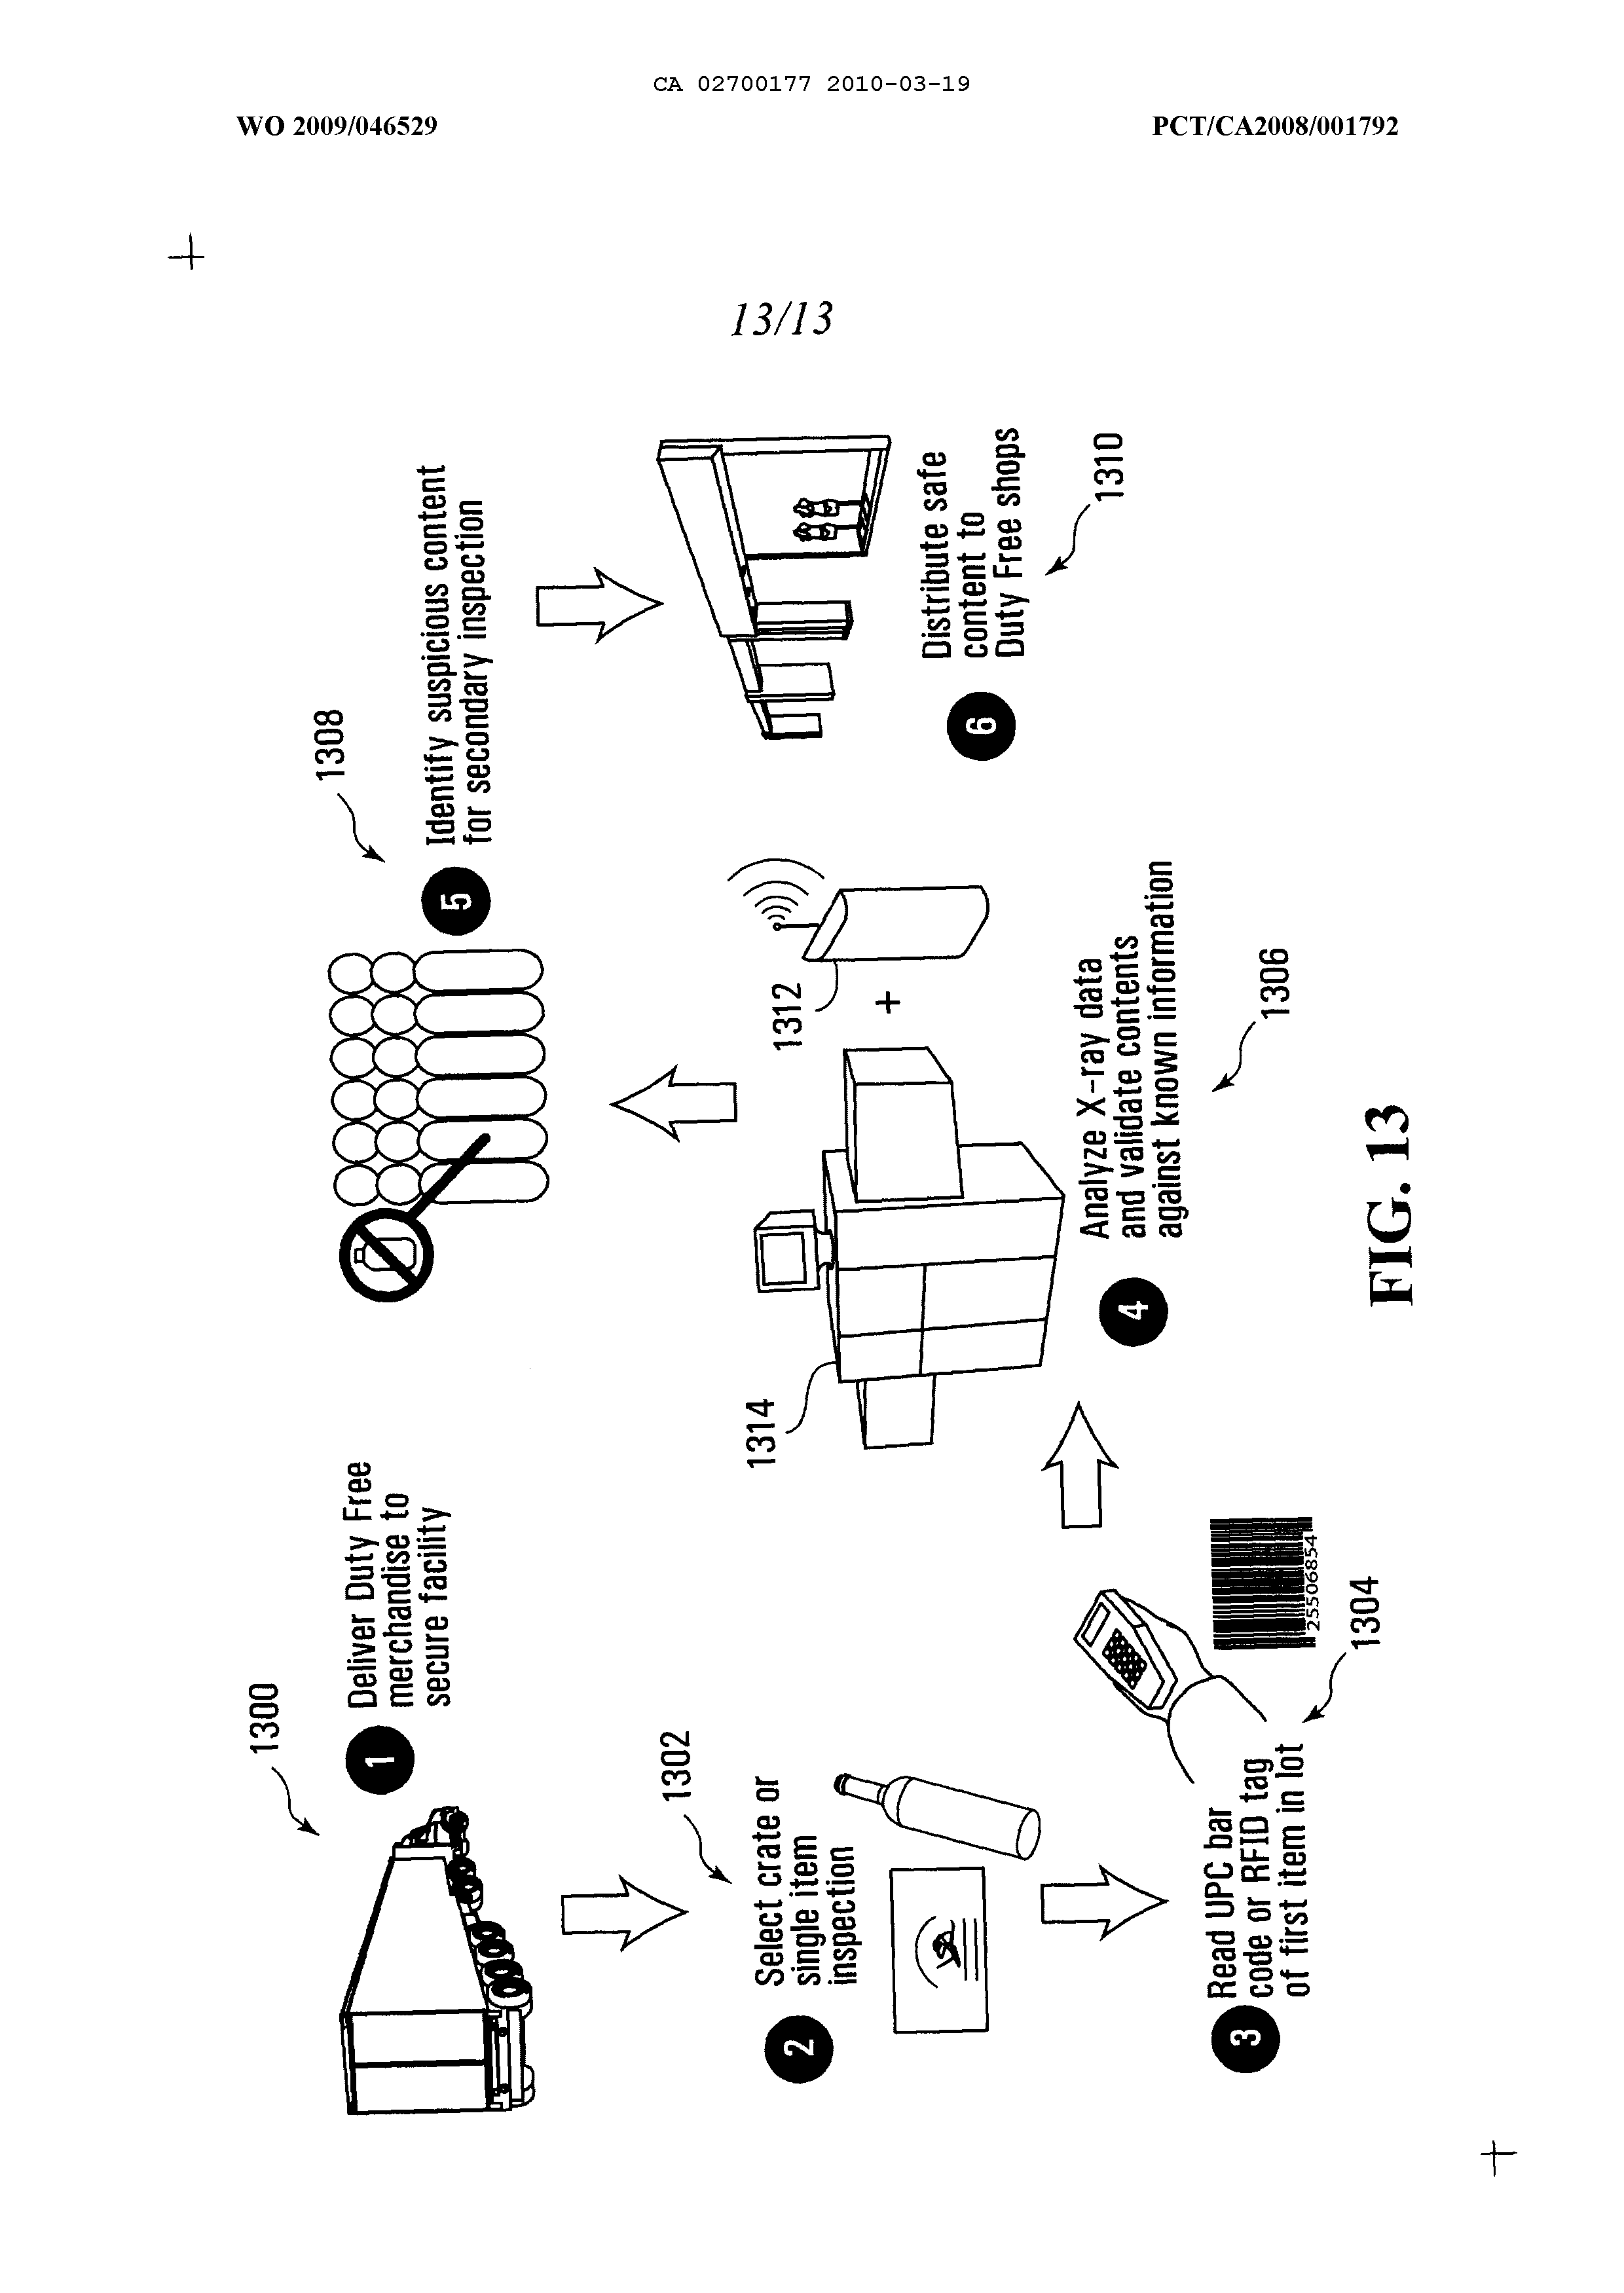 CA 02700177 2010-03-19
WO 2009/046529
PCT/CA2008/001792
13/13
1300
1
Deliver Duty Free
merchandise to
secure facility
1302
2
Select crate or
single item
inspection
3
Read UPC bar
code or RFID tag
of first item in lot
1304
25506854
1314
1312
+
4
Analyze X-ray data
and validate contents
against known information
1306
1308
5
Identify suspicious content
for secondary inspection
6
Distribute safe
content to
Duty Free shops
1310
FIG. 13